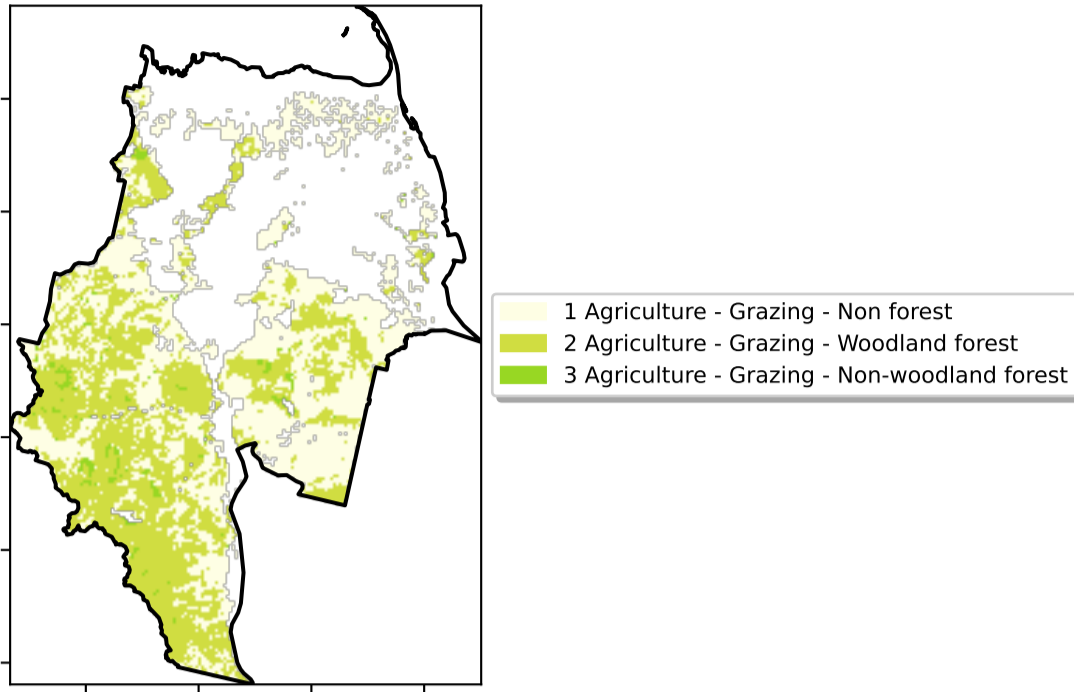 1 Agriculture - Grazing - Non forest
2 Agriculture - Grazing - Woodland forest
3 Agriculture - Grazing - Non-woodland forest